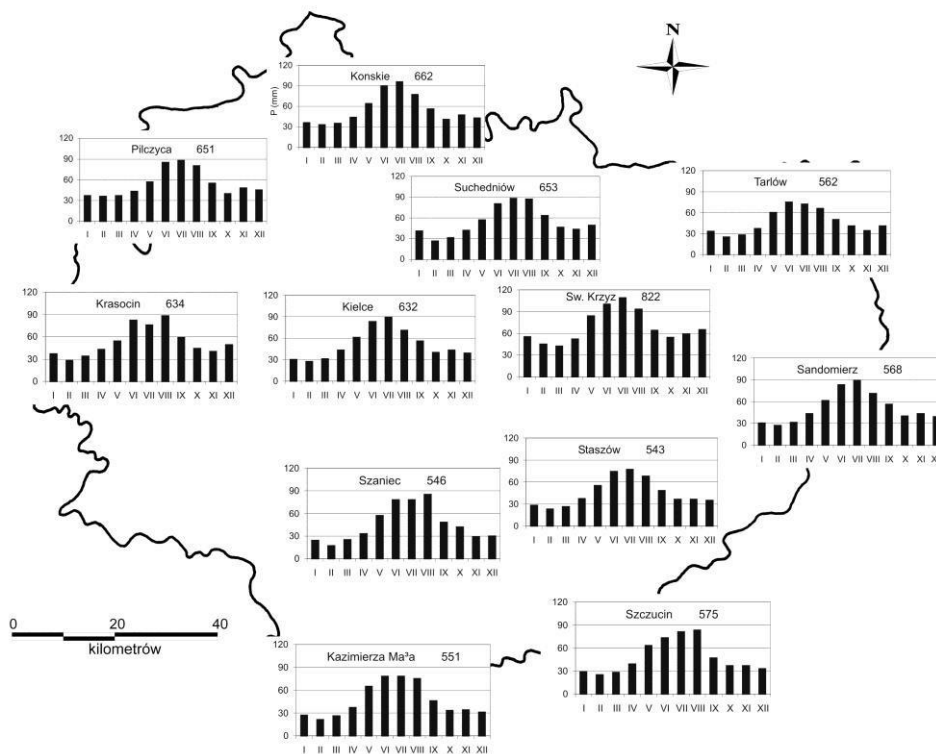 N
120
Konskie 662
90
60
30
0
P (mm)
I II III IV V VI VII VIII IX X XI XII
120
Pilczyca 651
90
60
30
0
I II III IV V VI VII VIII IX X XI XII
120
Suchedniów 653
90
60
30
0
I II III IV V VI VII VIII IX X XI XII
120
Tarlów 562
90
60
30
0
I II III IV V VI VII VIII IX X XI XII
120
Krasocin 634
90
60
30
0
I II III IV V VI VII VIII IX X XI XII
120
Kielce 632
90
60
30
0
I II III IV V VI VII VIII IX X XI XII
120
Sw. Krzyz 822
90
60
30
0
I II III IV V VI VII VIII IX X XI XII
120
Sandomierz 568
90
60
30
0
I II III IV V VI VII VIII IX X XI X
120
Szaniec 546
90
60
30
0
I II III IV V VI VII VIII IX X XI XII
120
Staszów 543
90
60
30
0
I II III IV V VI VII VIII IX X XI XII
120
Szczucin 575
90
60
30
0
I II III IV V VI VII VIII IX X XI XII
0 20 40
kilometrów
120
Kazimierza Ma³a 551
90
60
30
0
I II III IV V VI VII VIII IX X XI XII